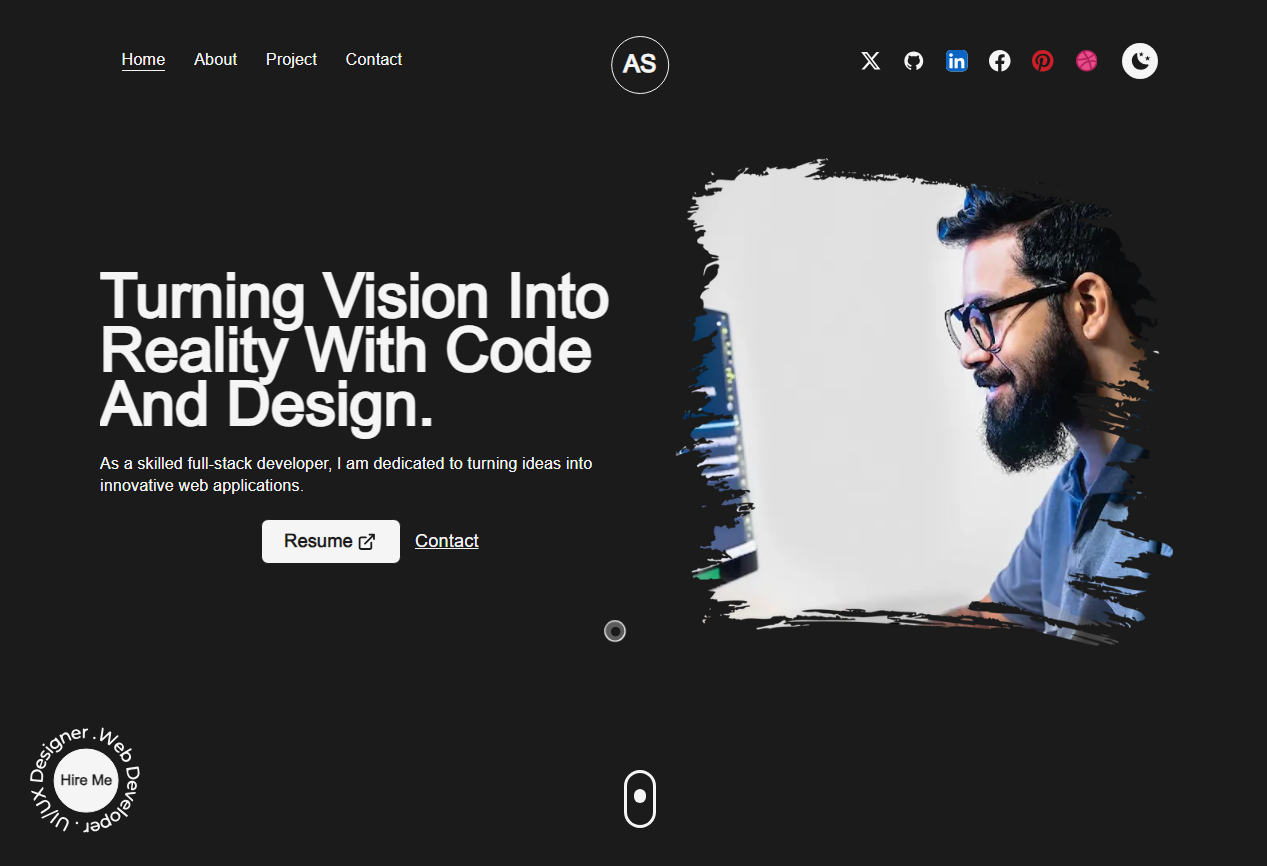 Home About Project Contact
AS
Turning Vision Into
Reality With Code
And Design.
As a skilled full-stack developer, I am dedicated to turning ideas into
innovative web applications.
Resume Contact
Web Developer . UI/UX Designer .
Hire Me